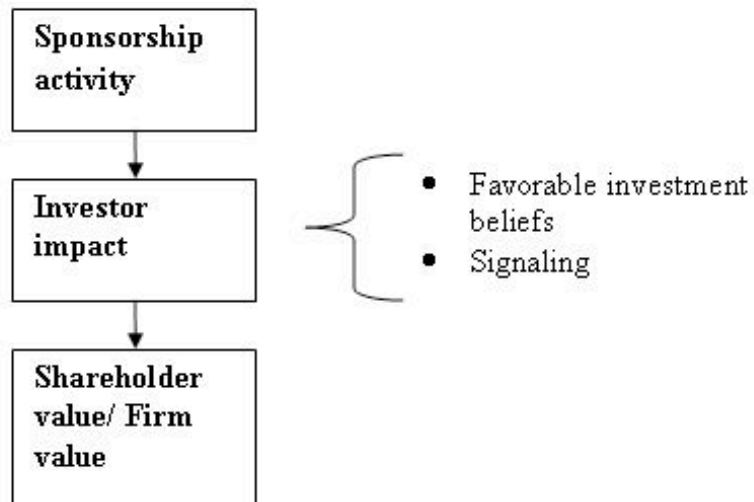 Sponsorship
activity
Investor
impact
• Favorable investment
beliefs
• Signaling
Shareholder
value/ Firm
value